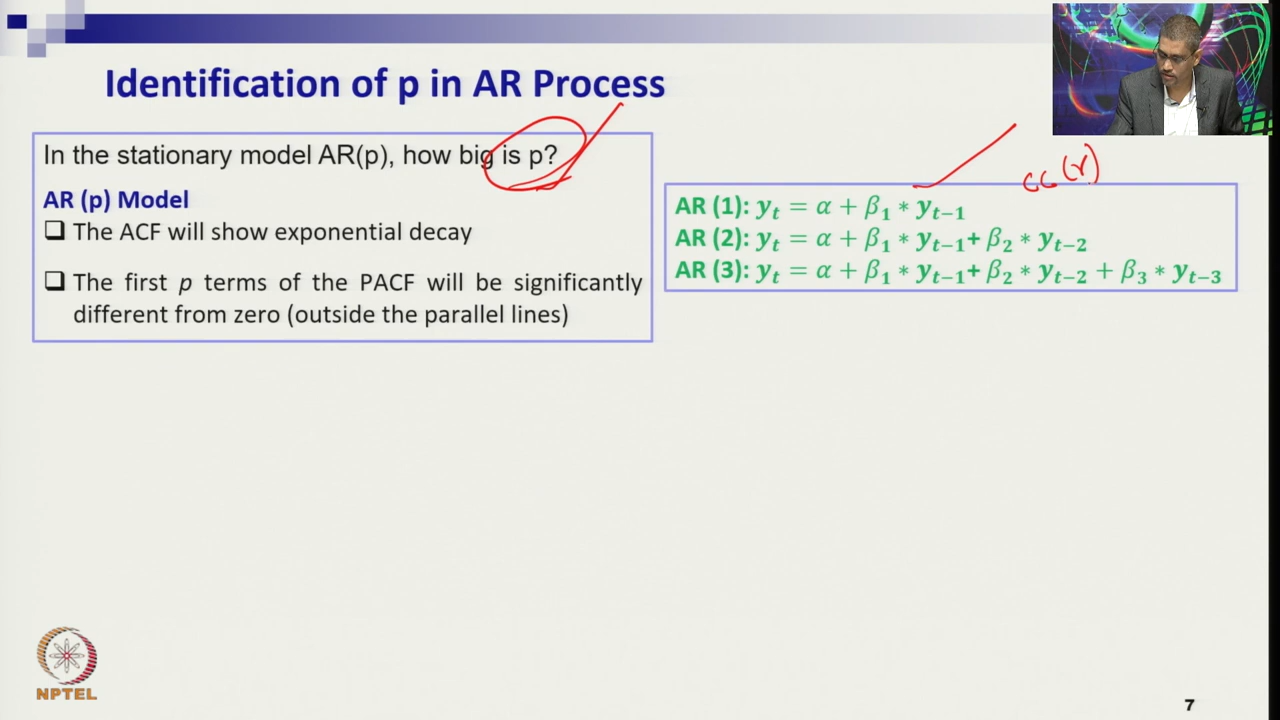 Identification of p in AR Process
In the stationary model AR(p), how big is p?
AR (p) Model
❑ The ACF will show exponential decay
❑ The first p terms of the PACF will be significantly
different from zero (outside the parallel lines)
CG(r)
AR (1): yₜ = α + β₁ * yₜ₋₁
AR (2): yₜ = α + β₁ * yₜ₋₁+ β₂ * yₜ₋₂
AR (3): yₜ = α + β₁ * yₜ₋₁+ β₂ * yₜ₋₂ + β₃ * yₜ₋₃
NPTEL
7